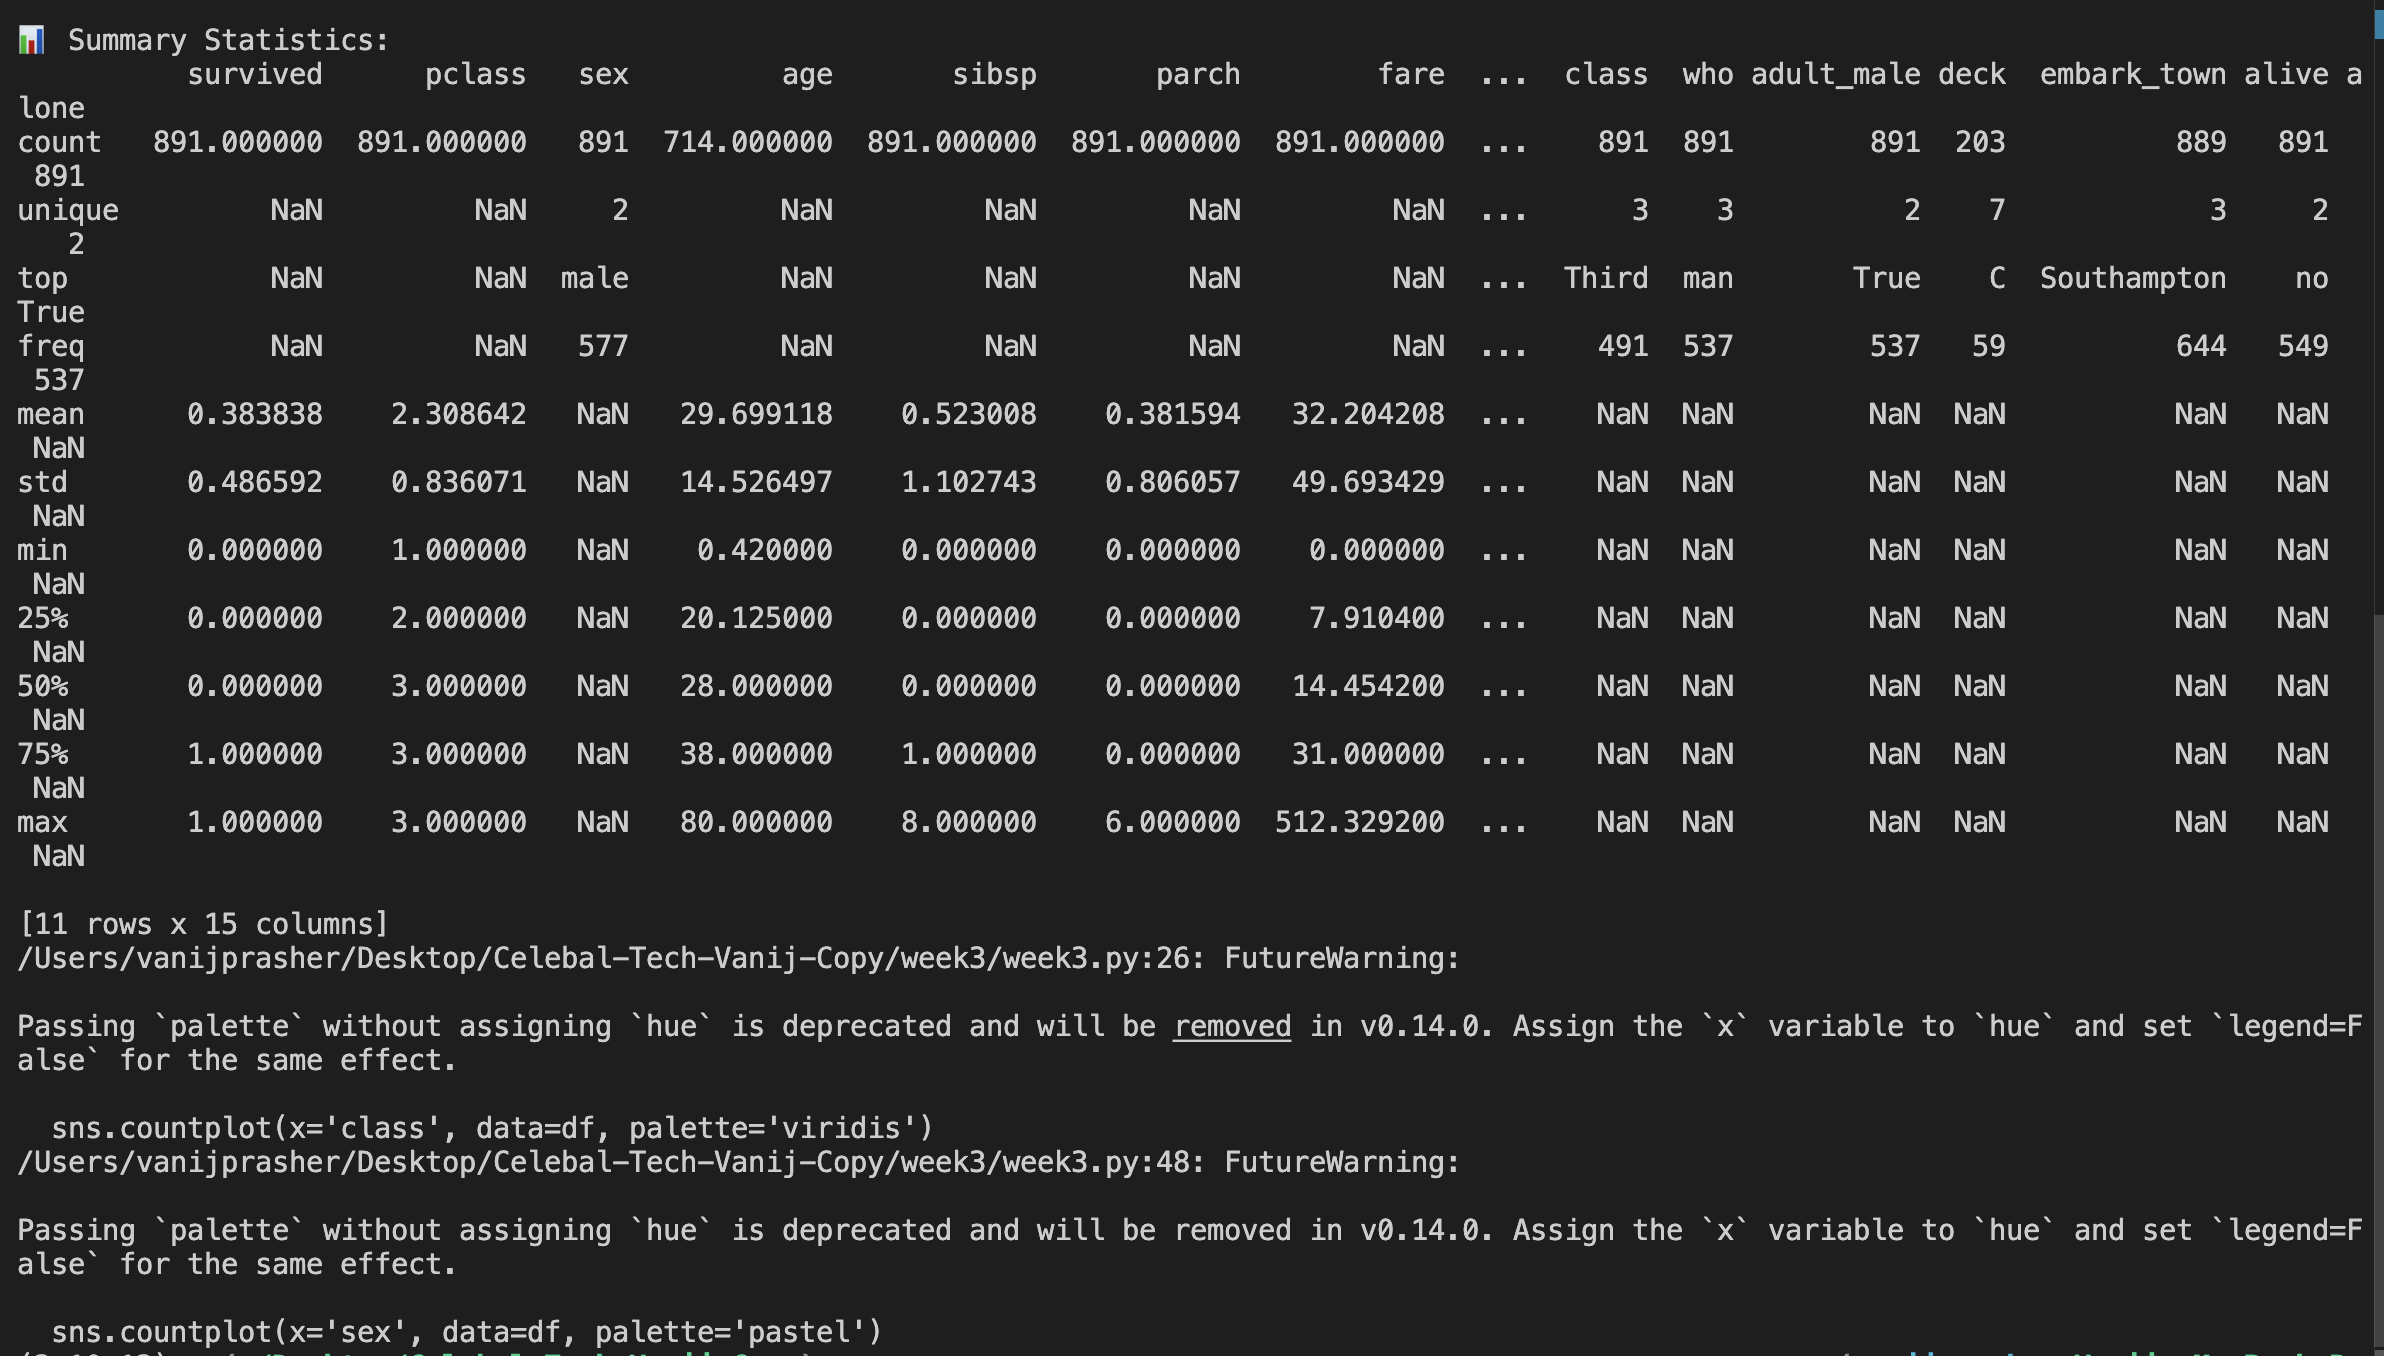 📊 Summary Statistics:
          survived      pclass   sex         age       sibsp       parch        fare  ...  class  who adult_male deck  embark_town alive a
lone
count   891.000000  891.000000   891  714.000000  891.000000  891.000000  891.000000  ...    891  891        891  203          889   891
 891
unique         NaN         NaN     2         NaN         NaN         NaN         NaN  ...      3    3          2    7            3     2
   2
top            NaN         NaN  male         NaN         NaN         NaN         NaN  ...  Third  man       True    C  Southampton    no
True
freq           NaN         NaN   577         NaN         NaN         NaN         NaN  ...    491  537        537   59          644   549
 537
mean      0.383838    2.308642   NaN   29.699118    0.523008    0.381594   32.204208  ...    NaN  NaN        NaN  NaN          NaN   NaN
 NaN
std       0.486592    0.836071   NaN   14.526497    1.102743    0.806057   49.693429  ...    NaN  NaN        NaN  NaN          NaN   NaN
 NaN
min       0.000000    1.000000   NaN    0.420000    0.000000    0.000000    0.000000  ...    NaN  NaN        NaN  NaN          NaN   NaN
 NaN
25%       0.000000    2.000000   NaN   20.125000    0.000000    0.000000    7.910400  ...    NaN  NaN        NaN  NaN          NaN   NaN
 NaN
50%       0.000000    3.000000   NaN   28.000000    0.000000    0.000000   14.454200  ...    NaN  NaN        NaN  NaN          NaN   NaN
 NaN
75%       1.000000    3.000000   NaN   38.000000    1.000000    0.000000   31.000000  ...    NaN  NaN        NaN  NaN          NaN   NaN
 NaN
max       1.000000    3.000000   NaN   80.000000    8.000000    6.000000  512.329200  ...    NaN  NaN        NaN  NaN          NaN   NaN
 NaN

[11 rows x 15 columns]
/Users/vanijprasher/Desktop/Celebal-Tech-Vanij-Copy/week3/week3.py:26: FutureWarning:

Passing `palette` without assigning `hue` is deprecated and will be removed in v0.14.0. Assign the `x` variable to `hue` and set `legend=F
alse` for the same effect.

  sns.countplot(x='class', data=df, palette='viridis')
/Users/vanijprasher/Desktop/Celebal-Tech-Vanij-Copy/week3/week3.py:48: FutureWarning:

Passing `palette` without assigning `hue` is deprecated and will be removed in v0.14.0. Assign the `x` variable to `hue` and set `legend=F
alse` for the same effect.

  sns.countplot(x='sex', data=df, palette='pastel')